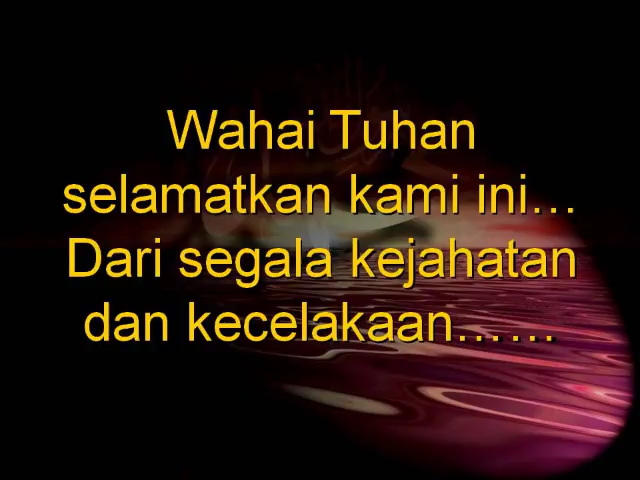 Wahai Tuhan
selamatkan kami ini…
Dari segala kejahatan
dan kecelakaan……